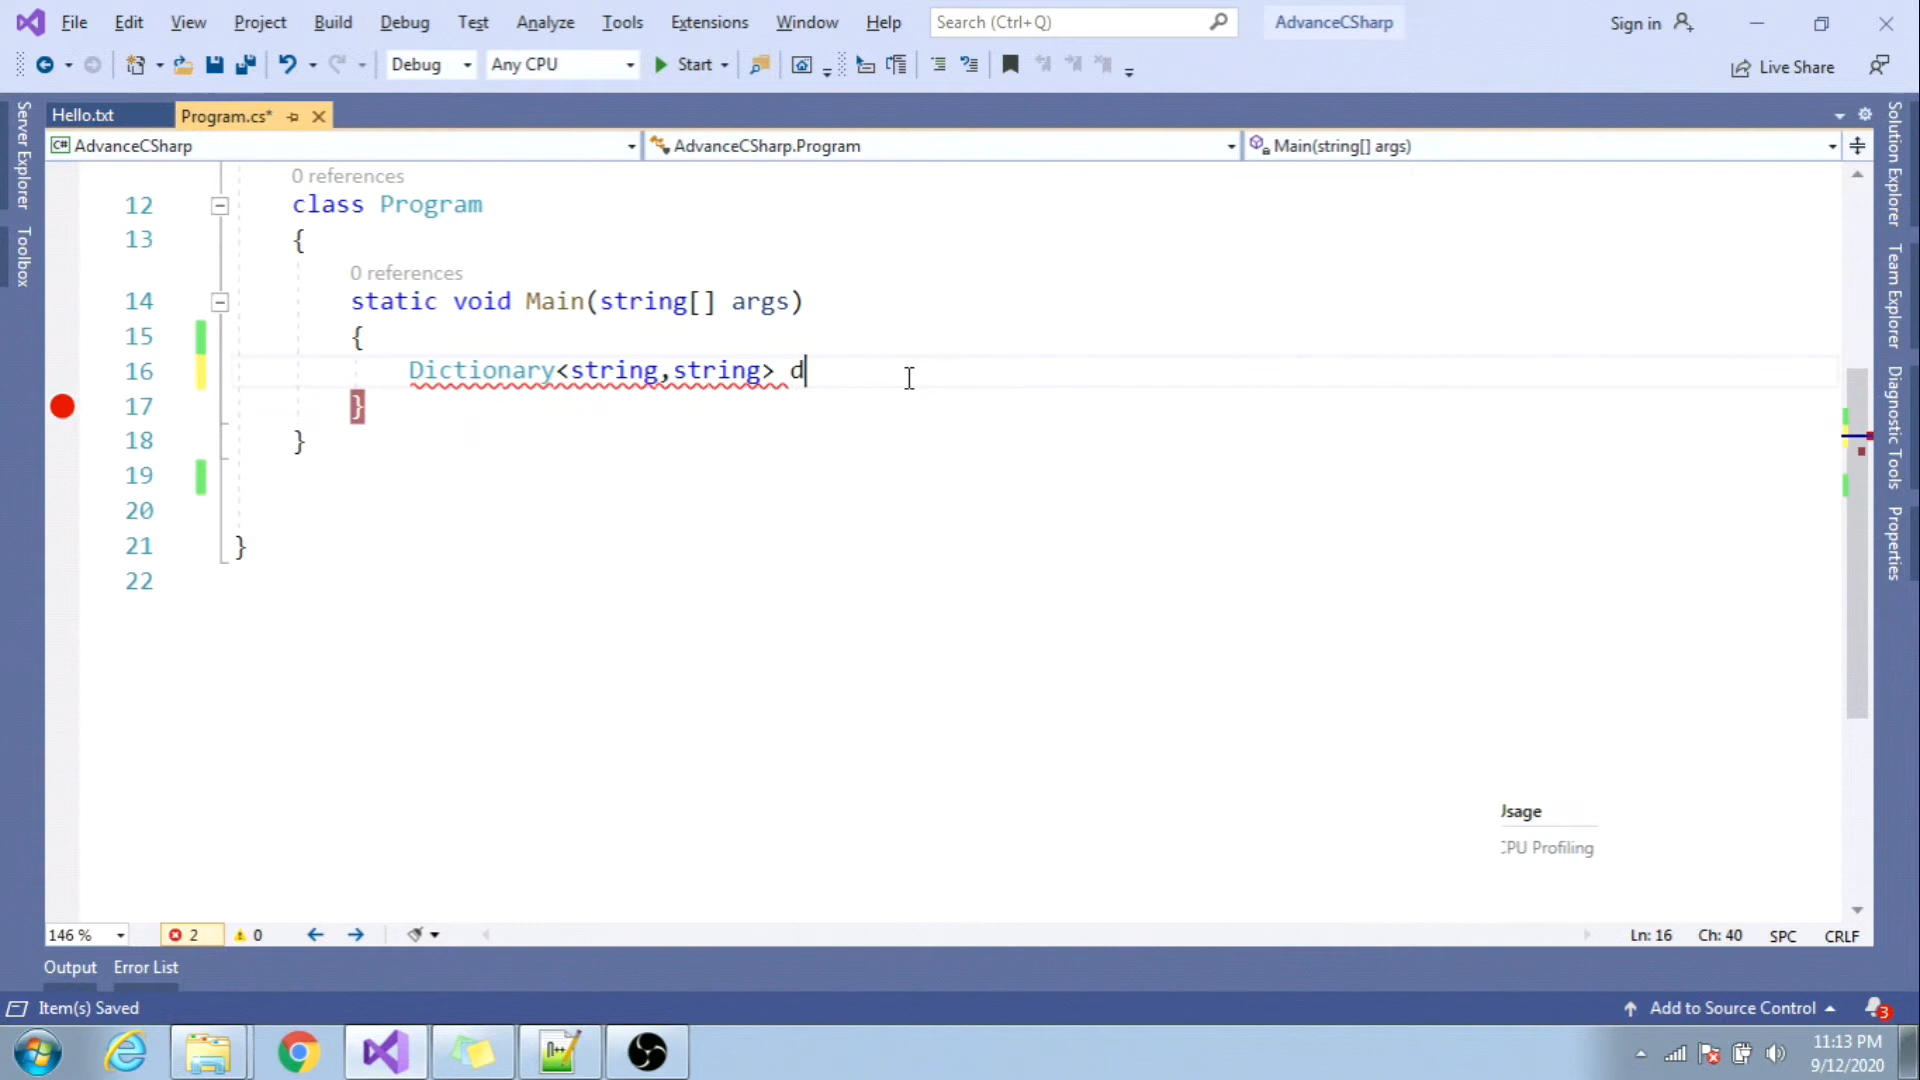 File Edit View Project Build Debug Test Analyze Tools Extensions Window Help Search (Ctrl+Q) AdvanceCSharp Sign in
Debug Any CPU Start Live Share
Server Explorer
Toolbox
Hello.txt Program.cs*
AdvanceCSharp AdvanceCSharp.Program Main(string[] args)
0 references
12 class Program
13 {
0 references
14 static void Main(string[] args)
15 {
16 Dictionary<string,string> d
17 }
18 }
19
20
21 }
22
Solution Explorer
Team Explorer
Diagnostic Tools
Properties
146 % 2 0 Ln: 16 Ch: 40 SPC CRLF
Output Error List
Item(s) Saved Add to Source Control 3
11:13 PM
9/12/2020